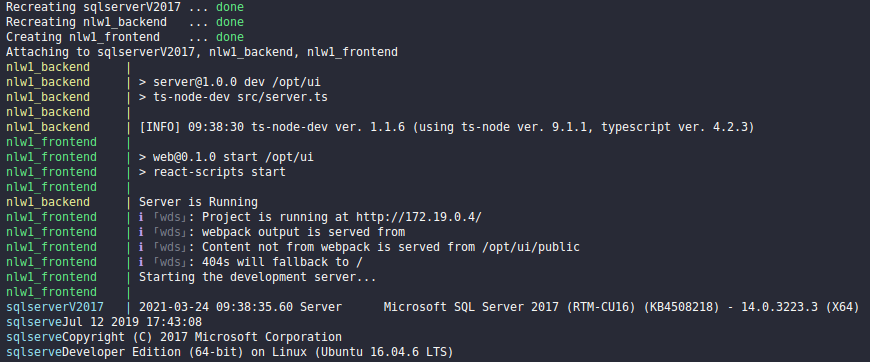 Recreating sqlserverV2017 ... done
Recreating nlw1_backend   ... done
Creating nlw1_frontend    ... done
Attaching to sqlserverV2017, nlw1_backend, nlw1_frontend
nlw1_backend     |
nlw1_backend     | > server@1.0.0 dev /opt/ui
nlw1_backend     | > ts-node-dev src/server.ts
nlw1_backend     |
nlw1_backend     | [INFO] 09:38:30 ts-node-dev ver. 1.1.6 (using ts-node ver. 9.1.1, typescript ver. 4.2.3)
nlw1_frontend    |
nlw1_frontend    | > web@0.1.0 start /opt/ui
nlw1_frontend    | > react-scripts start
nlw1_frontend    |
nlw1_backend     | Server is Running
nlw1_frontend    | ℹ ｢wds｣: Project is running at http://172.19.0.4/
nlw1_frontend    | ℹ ｢wds｣: webpack output is served from
nlw1_frontend    | ℹ ｢wds｣: Content not from webpack is served from /opt/ui/public
nlw1_frontend    | ℹ ｢wds｣: 404s will fallback to /
nlw1_frontend    | Starting the development server...
nlw1_frontend    |
sqlserverV2017   | 2021-03-24 09:38:35.60 Server      Microsoft SQL Server 2017 (RTM-CU16) (KB4508218) - 14.0.3223.3 (X64)
sqlserveJul 12 2019 17:43:08
sqlserveCopyright (C) 2017 Microsoft Corporation
sqlserveDeveloper Edition (64-bit) on Linux (Ubuntu 16.04.6 LTS)